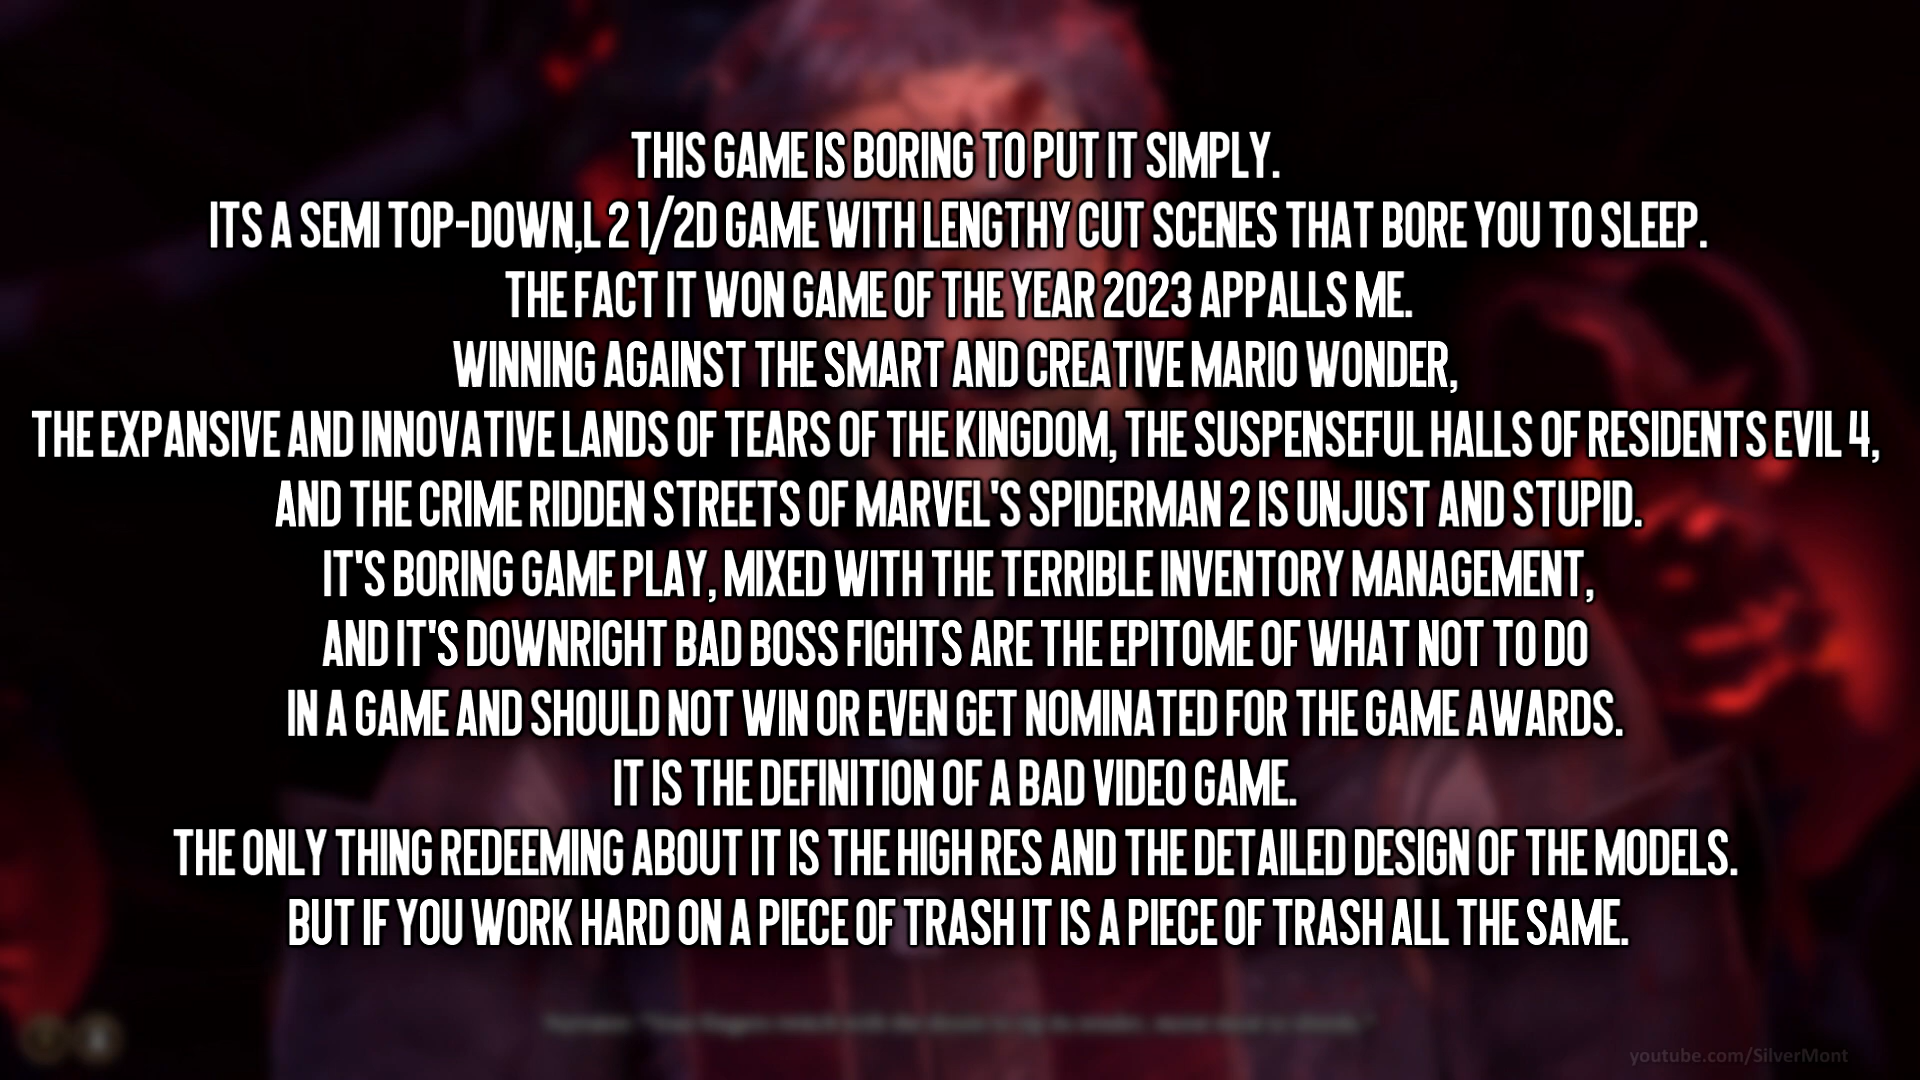 THIS GAME IS BORING TO PUT IT SIMPLY.
ITS A SEMI TOP-DOWN,L 2 1/2D GAME WITH LENGTHY CUT SCENES THAT BORE YOU TO SLEEP.
THE FACT IT WON GAME OF THE YEAR 2023 APPALLS ME.
WINNING AGAINST THE SMART AND CREATIVE MARIO WONDER,
THE EXPANSIVE AND INNOVATIVE LANDS OF TEARS OF THE KINGDOM, THE SUSPENSEFUL HALLS OF RESIDENTS EVIL 4,
AND THE CRIME RIDDEN STREETS OF MARVEL'S SPIDERMAN 2 IS UNJUST AND STUPID.
IT'S BORING GAME PLAY, MIXED WITH THE TERRIBLE INVENTORY MANAGEMENT,
AND IT'S DOWNRIGHT BAD BOSS FIGHTS ARE THE EPITOME OF WHAT NOT TO DO
IN A GAME AND SHOULD NOT WIN OR EVEN GET NOMINATED FOR THE GAME AWARDS.
IT IS THE DEFINITION OF A BAD VIDEO GAME.
THE ONLY THING REDEEMING ABOUT IT IS THE HIGH RES AND THE DETAILED DESIGN OF THE MODELS.
BUT IF YOU WORK HARD ON A PIECE OF TRASH IT IS A PIECE OF TRASH ALL THE SAME.
youtube.com/SilverMont